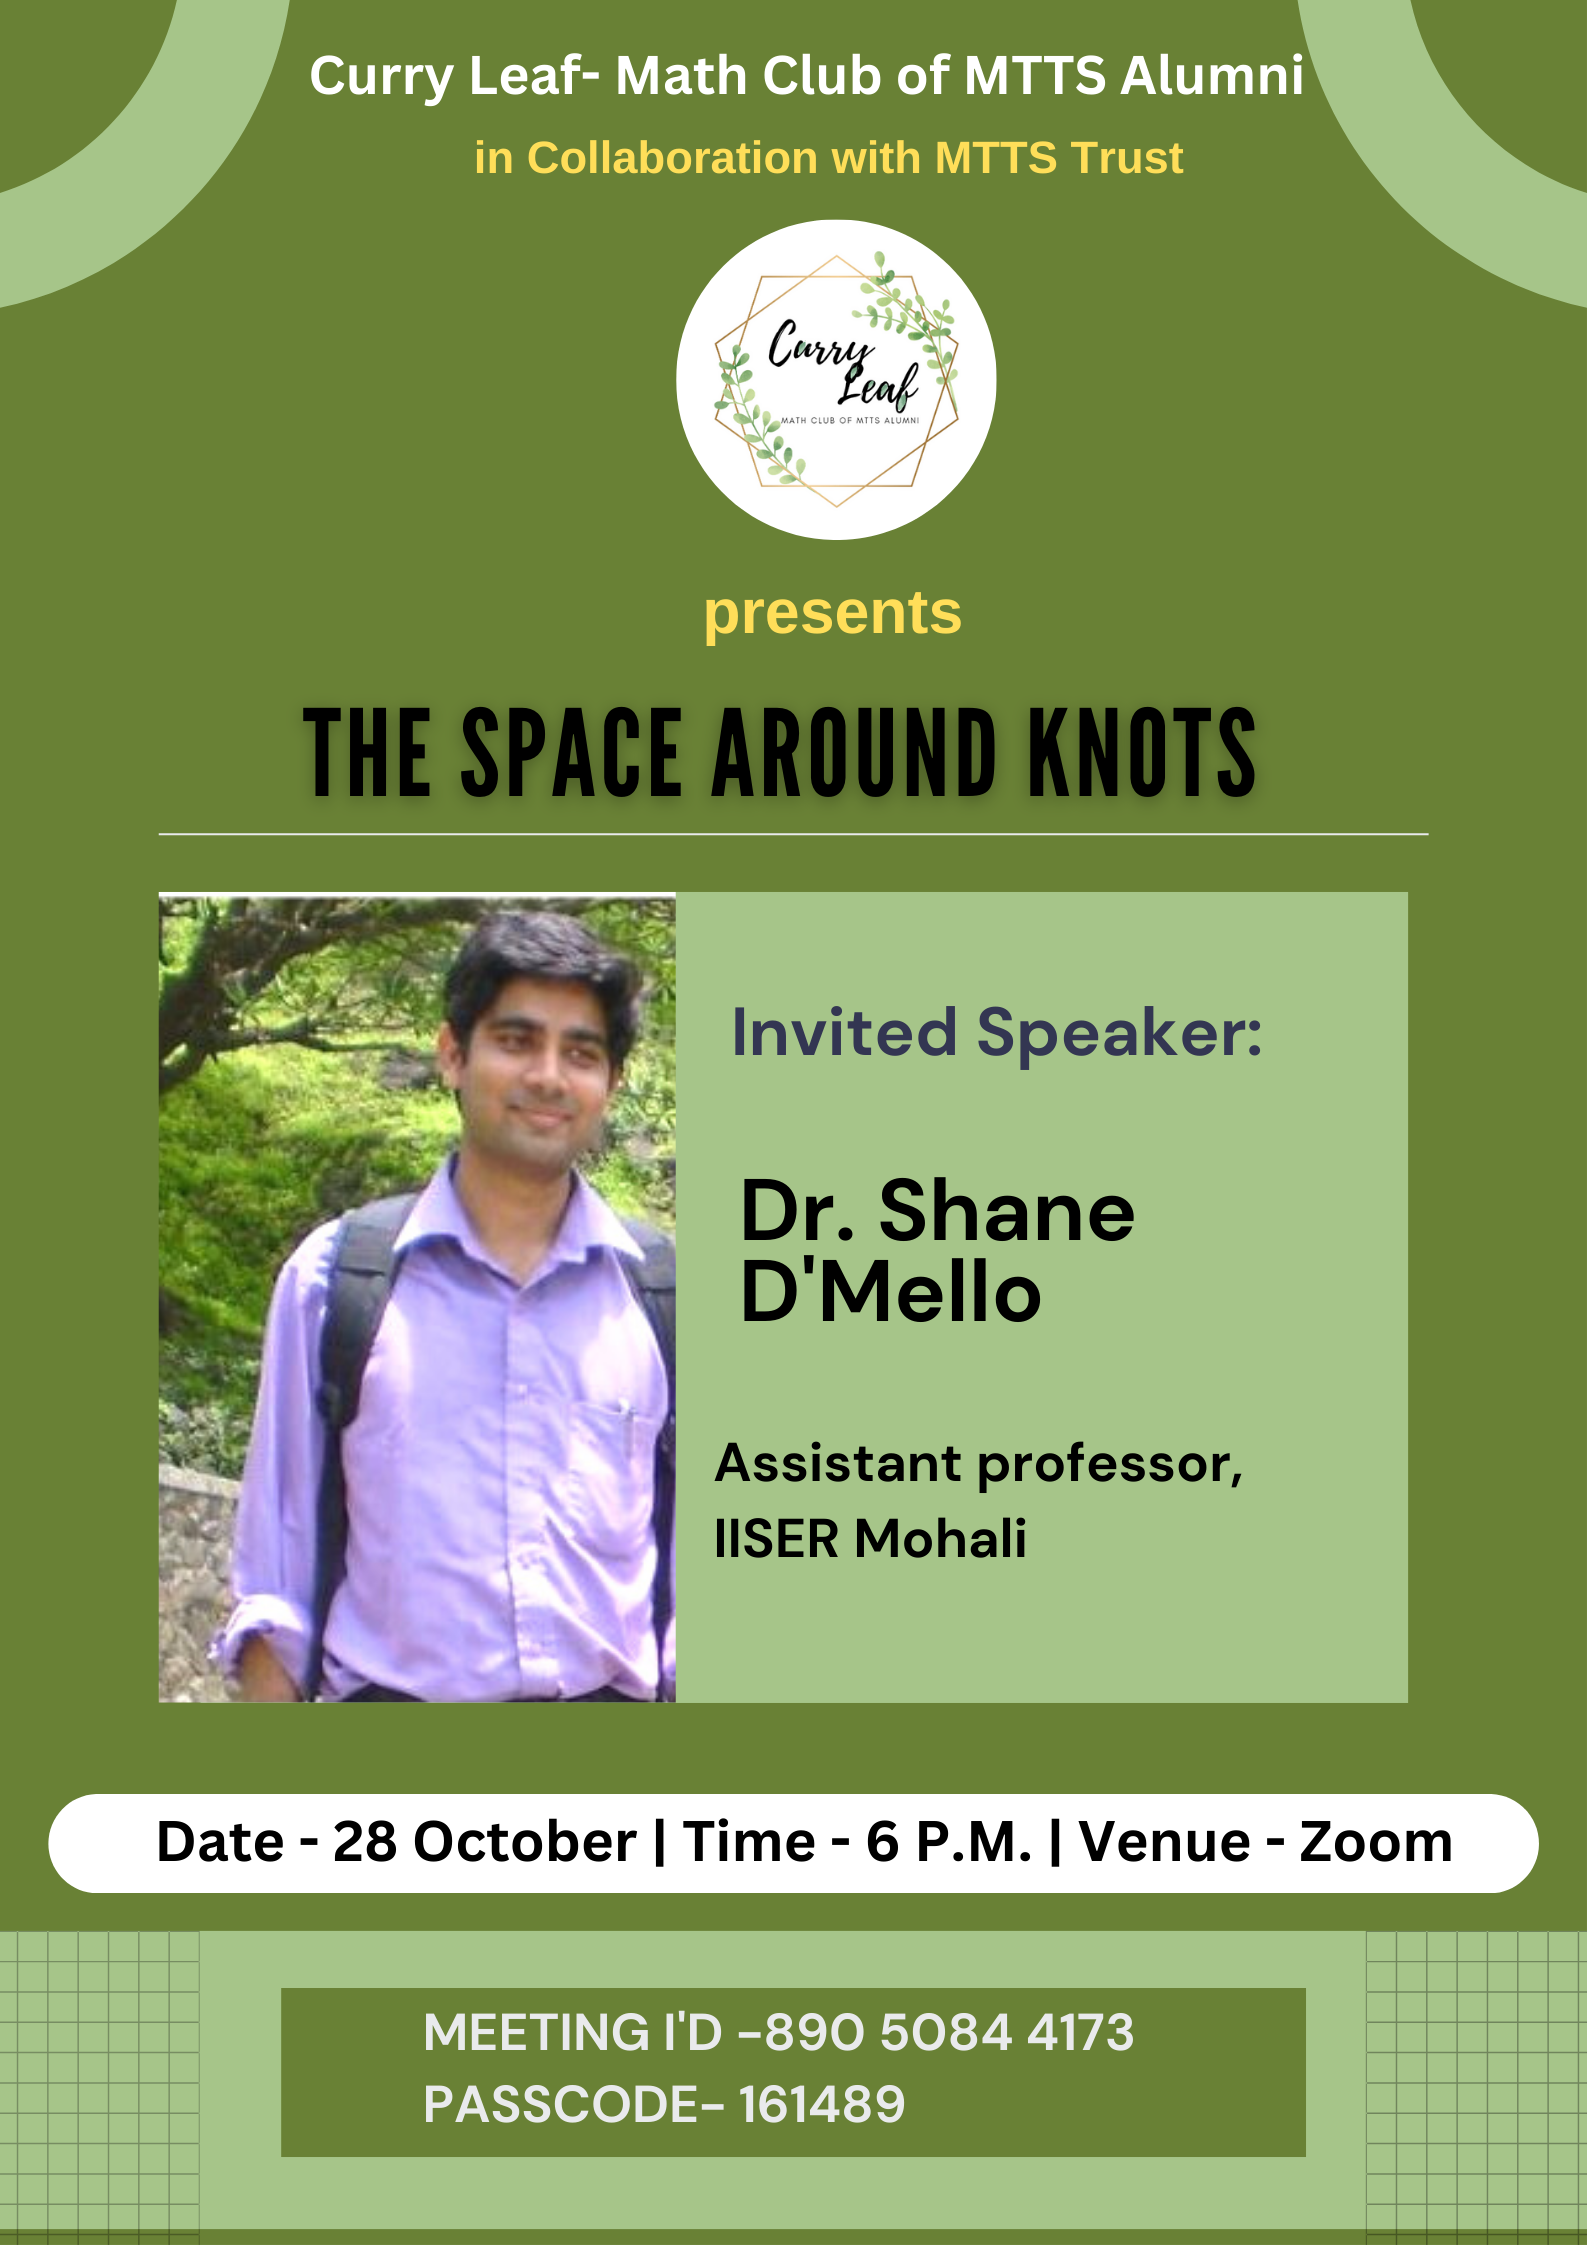 Curry Leaf- Math Club of MTTS Alumni
in Collaboration with MTTS Trust
Curry
Leaf
MATH CLUB OF MTTS ALUMNI
presents
THE SPACE AROUND KNOTS
Invited Speaker:
Dr. Shane
D'Mello
Assistant professor,
IISER Mohali
Date - 28 October | Time - 6 P.M. | Venue - Zoom
MEETING I'D -890 5084 4173
PASSCODE- 161489